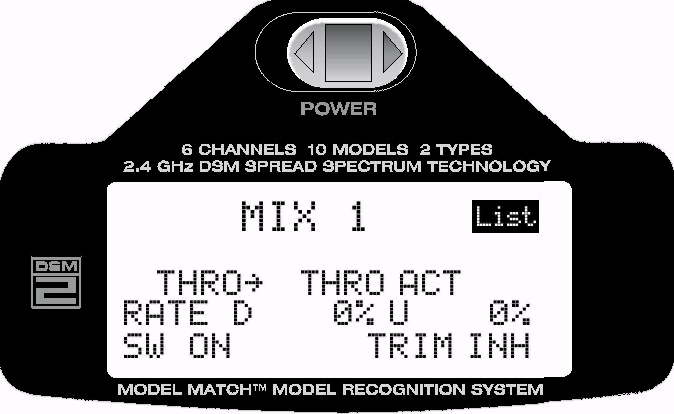 POWER
6 CHANNELS 10 MODELS 2 TYPES
2.4 GHz DSM SPREAD SPECTRUM TECHNOLOGY
MIX 1 List
DSM
2
THRO→ THRO ACT
RATE D 0% U 0%
SW ON TRIM INH
MODEL MATCH™ MODEL RECOGNITION SYSTEM